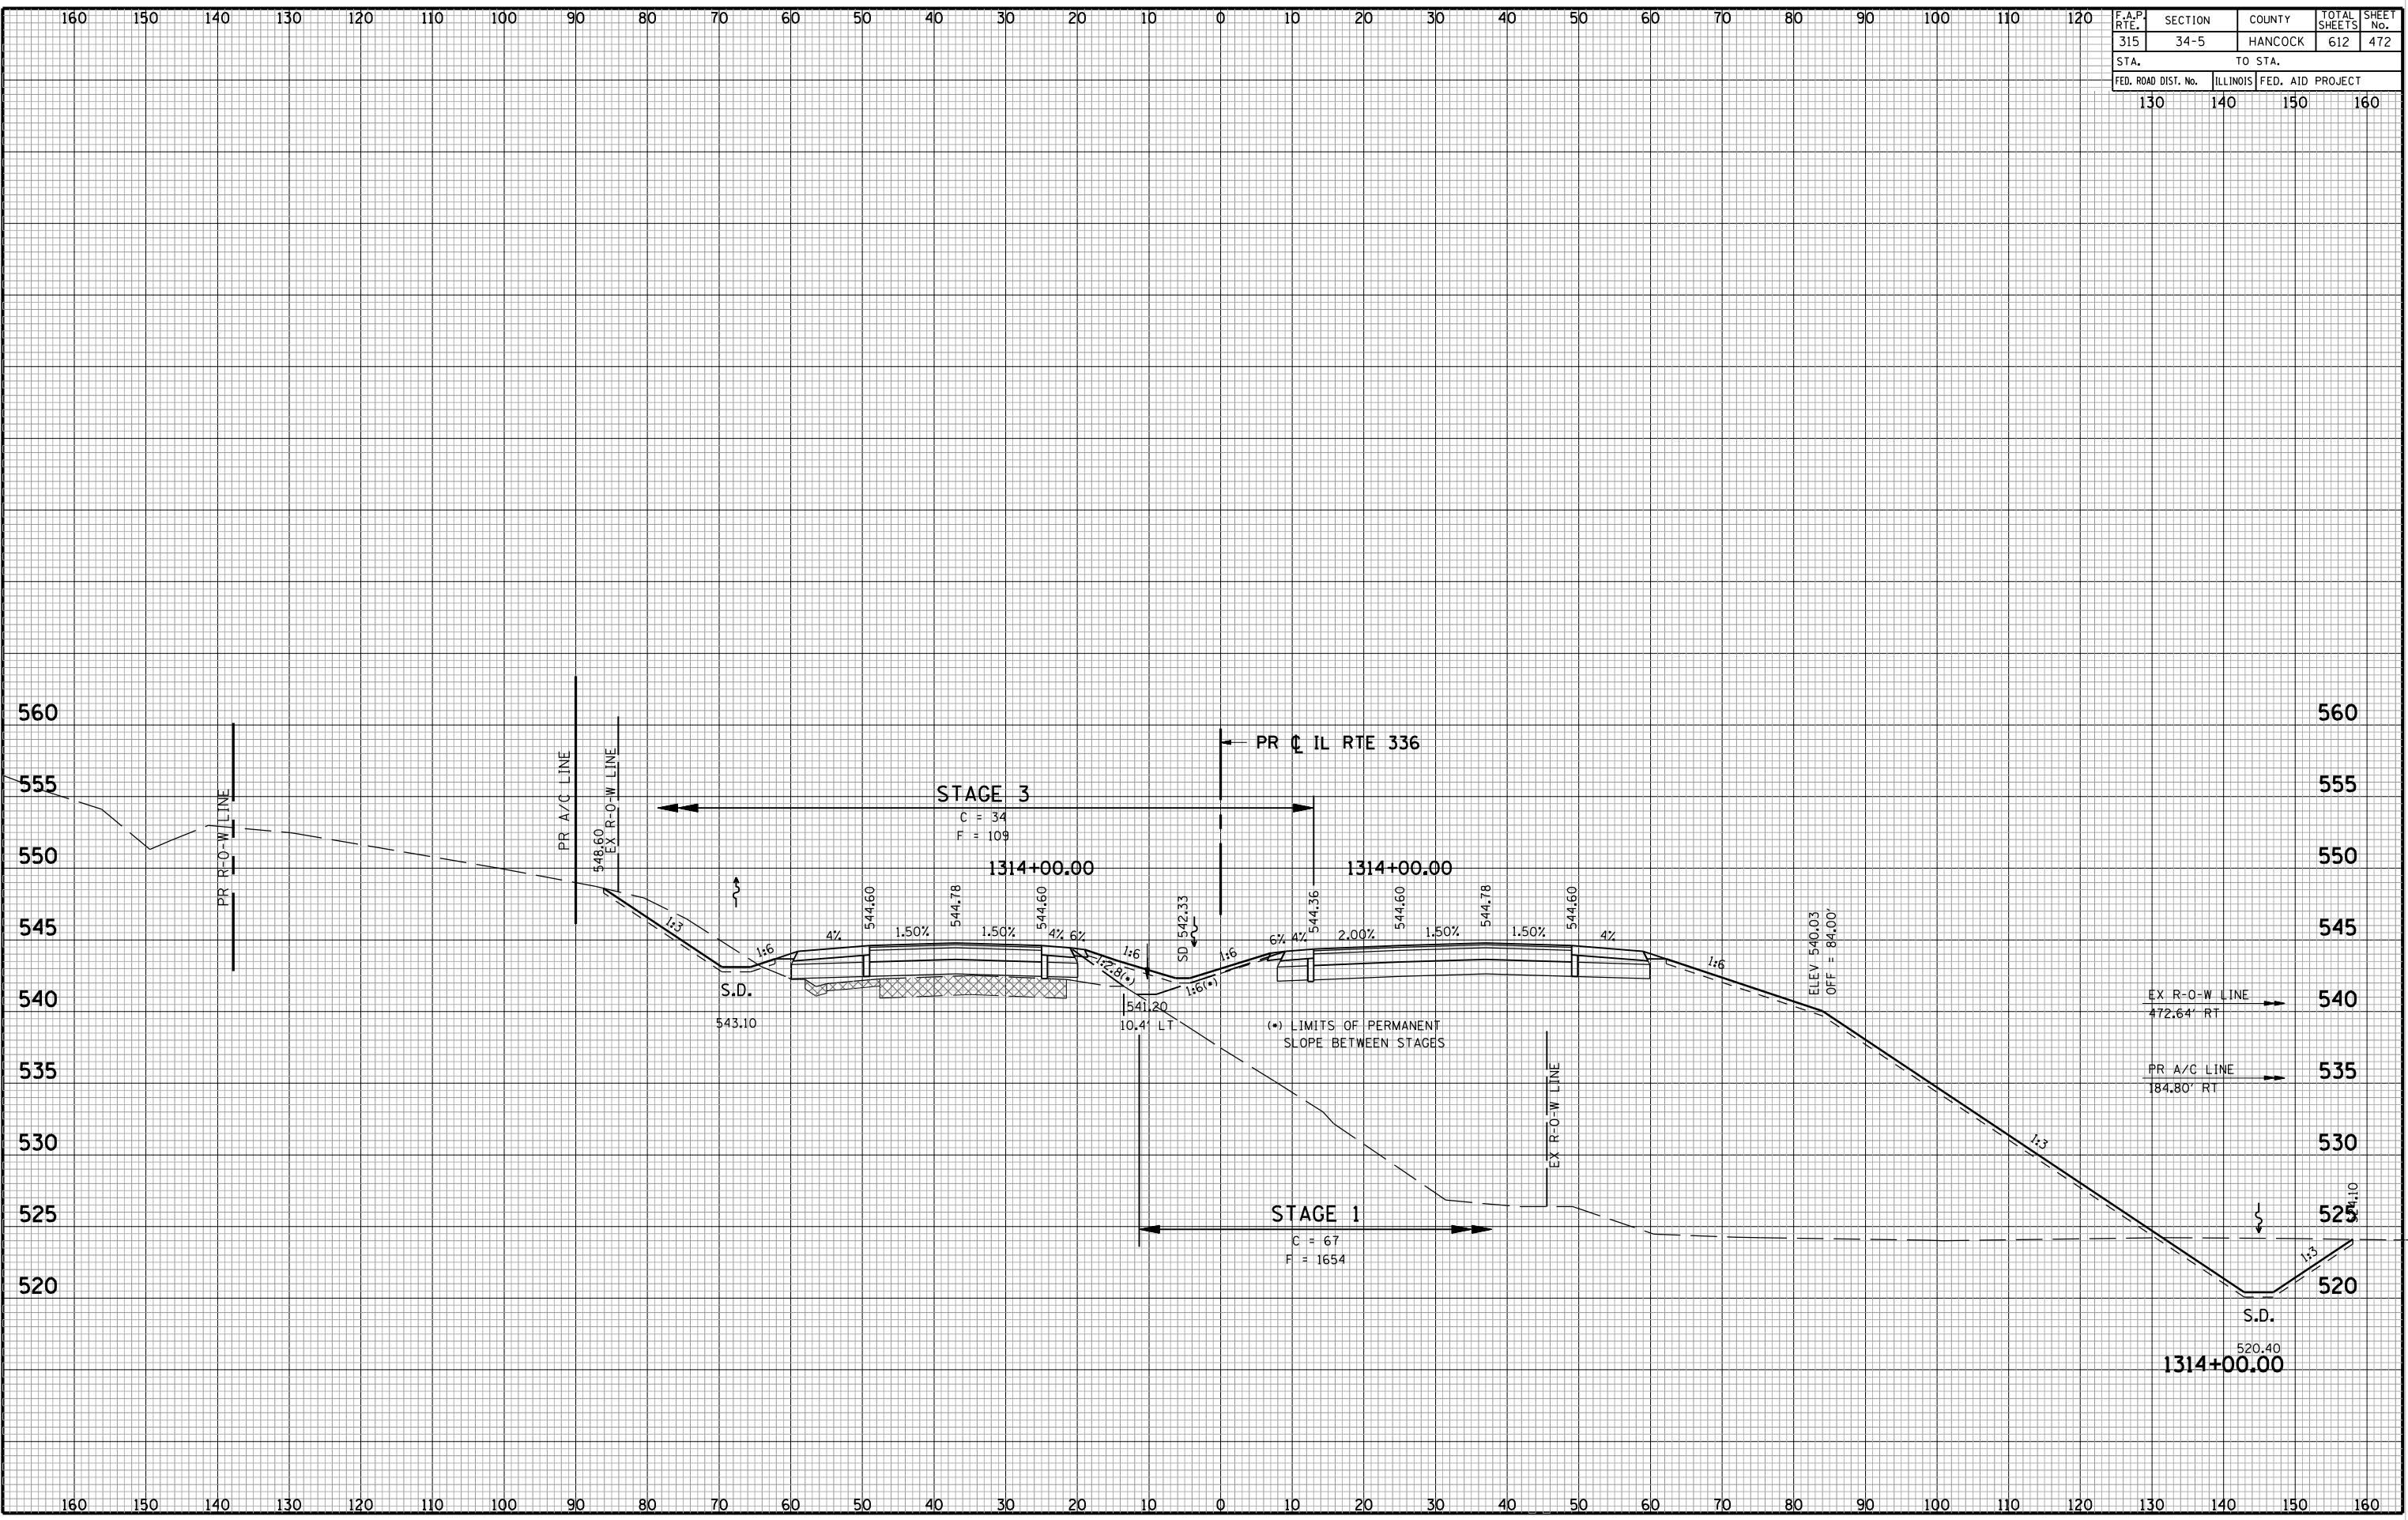 160 150 140 130 120 110 100 90 80 70 60 50 40 30 20 10 0 10 20 30 40 50 60 70 80 90 100 110 120
F.A.P. RTE. SECTION COUNTY TOTAL SHEETS SHEET No.
315 34-5 HANCOCK 612 472
STA. TO STA.
FED. ROAD DIST. No. ILLINOIS FED. AID PROJECT
130 140 150 160
560 560
PR ℄ IL RTE 336
555 555
PR R-O-W LINE
PR A/C LINE
EX R-O-W LINE
548.60
STAGE 3
C = 34
F = 109
550 550
1314+00.00 1314+00.00
545 545
1:3
1:6
4%
544.60
1.50%
544.78
1.50%
544.60
4% 6%
1:6
1:2.8(*)
SD 542.33
1:6
1:6(*)
6% 4%
544.36
2.00%
544.60
1.50%
544.78
1.50%
544.60
4%
1:6
ELEV 540.03
OFF = 84.00'
S.D.
543.10
541.20
10.4' LT
(*) LIMITS OF PERMANENT
SLOPE BETWEEN STAGES
540 540
EX R-O-W LINE
472.64' RT
535 535
PR A/C LINE
184.80' RT
EX R-O-W LINE
530 530
1:3
525 525
524.10
STAGE 1
C = 67
F = 1654
1:3
520 520
S.D.
520.40
1314+00.00
160 150 140 130 120 110 100 90 80 70 60 50 40 30 20 10 0 10 20 30 40 50 60 70 80 90 100 110 120 130 140 150 160